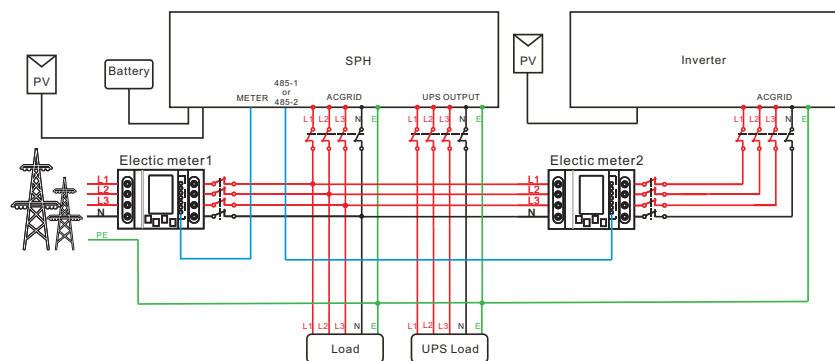 SPH
Inverter
PV
Battery
PV
METER
485-1
or
485-2
ACGRID
UPS OUTPUT
ACGRID
L1 L2 L3 N E
L1 L2 L3 N E
L1 L2 L3 N E
Electic meter1
Electic meter2
L1
L2
L3
N
PE
L1
L2
L3
N
L1 L2 L3 N E
L1 L2 L3 N E
Load
UPS Load